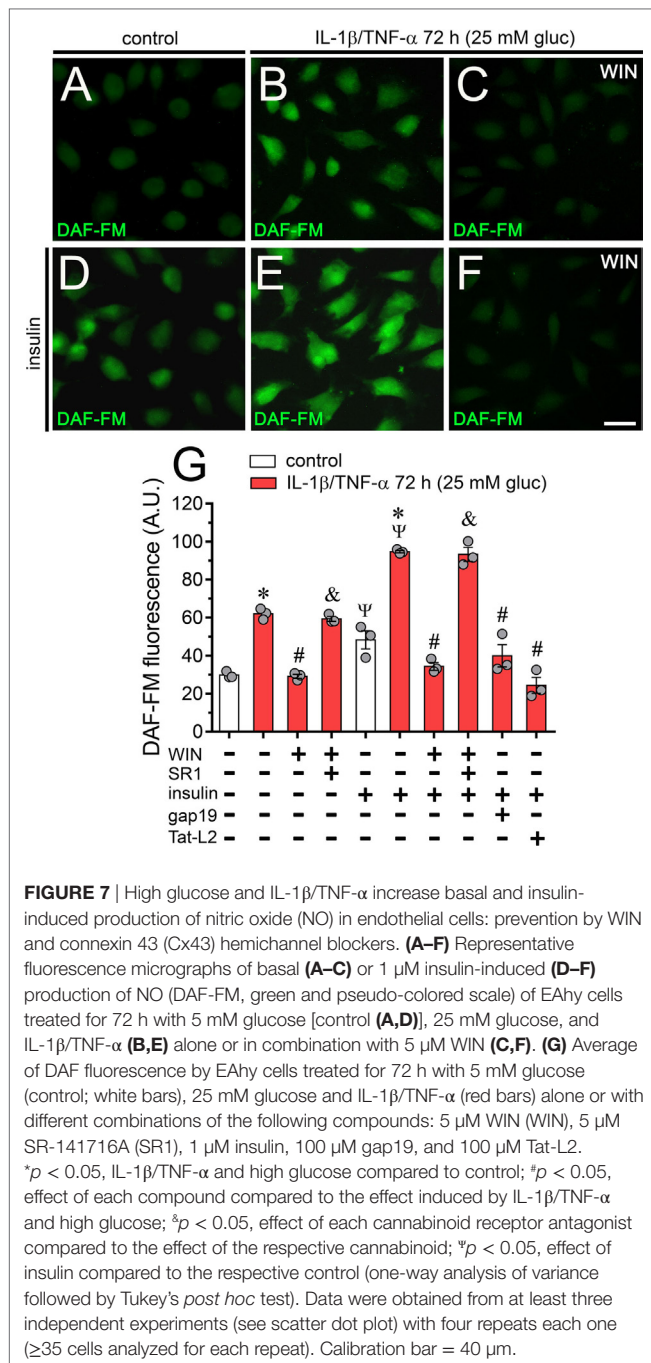 control
IL-1β/TNF-α 72 h (25 mM gluc)
A
B
C
WIN
DAF-FM
DAF-FM
DAF-FM
insulin
D
E
F
WIN
DAF-FM
DAF-FM
DAF-FM
G
control
IL-1β/TNF-α 72 h (25 mM gluc)
DAF-FM fluorescence (A.U.)
120
100
80
60
40
20
0
* # & Ψ * Ψ # & # #
WIN - - + + - - + + - -
SR1 - - - + - - - + - -
insulin - - - - + + + + + +
gap19 - - - - - - - - + -
Tat-L2 - - - - - - - - - +
FIGURE 7 | High glucose and IL-1β/TNF-α increase basal and insulin-
induced production of nitric oxide (NO) in endothelial cells: prevention by WIN
and connexin 43 (Cx43) hemichannel blockers. (A–F) Representative
fluorescence micrographs of basal (A–C) or 1 μM insulin-induced (D–F)
production of NO (DAF-FM, green and pseudo-colored scale) of EAhy cells
treated for 72 h with 5 mM glucose [control (A,D)], 25 mM glucose, and
IL-1β/TNF-α (B,E) alone or in combination with 5 μM WIN (C,F). (G) Average
of DAF fluorescence by EAhy cells treated for 72 h with 5 mM glucose
(control; white bars), 25 mM glucose and IL-1β/TNF-α (red bars) alone or with
different combinations of the following compounds: 5 μM WIN (WIN), 5 μM
SR-141716A (SR1), 1 μM insulin, 100 μM gap19, and 100 μM Tat-L2.
*p < 0.05, IL-1β/TNF-α and high glucose compared to control; #p < 0.05,
effect of each compound compared to the effect induced by IL-1β/TNF-α
and high glucose; &p < 0.05, effect of each cannabinoid receptor antagonist
compared to the effect of the respective cannabinoid; Ψp < 0.05, effect of
insulin compared to the respective control (one-way analysis of variance
followed by Tukey's post hoc test). Data were obtained from at least three
independent experiments (see scatter dot plot) with four repeats each one
(≥35 cells analyzed for each repeat). Calibration bar = 40 μm.